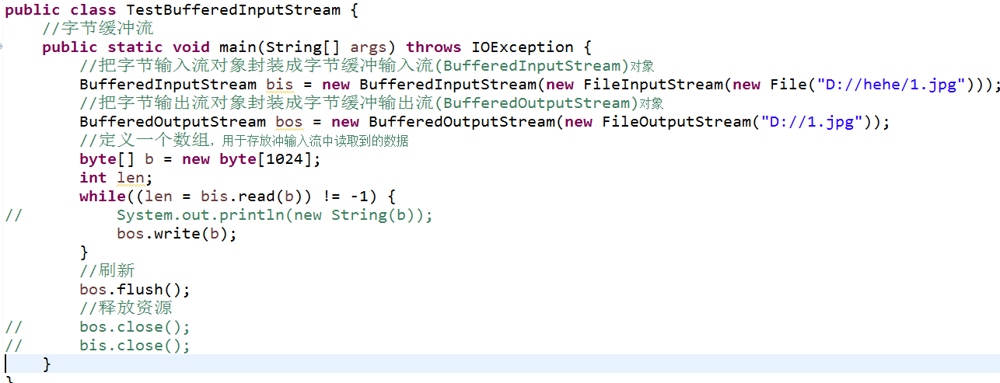 public class TestBufferedInputStream {
    //字节缓冲流
    public static void main(String[] args) throws IOException {
        //把字节输入流对象封装成字节缓冲输入流(BufferedInputStream)对象
        BufferedInputStream bis = new BufferedInputStream(new FileInputStream(new File("D://hehe/1.jpg")));
        //把字节输出流对象封装成字节缓冲输出流(BufferedOutputStream)对象
        BufferedOutputStream bos = new BufferedOutputStream(new FileOutputStream("D://1.jpg"));
        //定义一个数组，用于存放冲输入流中读取到的数据
        byte[] b = new byte[1024];
        int len;
        while((len = bis.read(b)) != -1) {
//          System.out.println(new String(b));
            bos.write(b);
        }
        //刷新
        bos.flush();
        //释放资源
//      bos.close();
//      bis.close();
    }
}